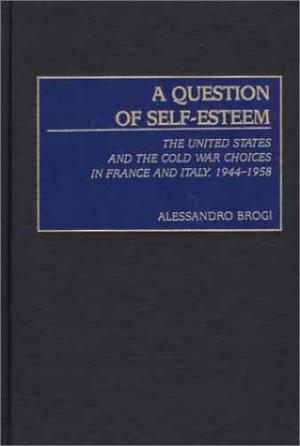 A QUESTION
OF SELF-ESTEEM
THE UNITED STATES
AND THE COLD WAR CHOICES
IN FRANCE AND ITALY, 1944–1958
ALESSANDRO BROGI